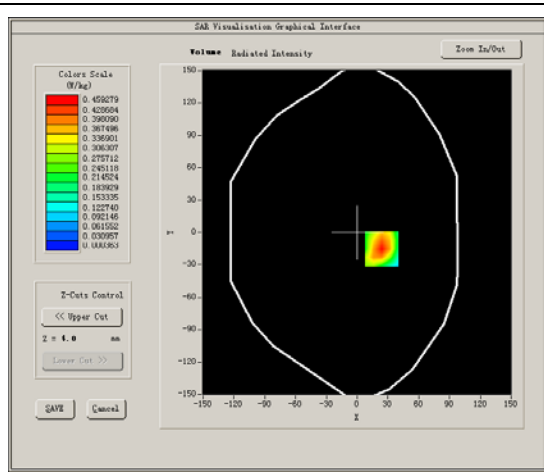 SAR Visualisation Graphical Interface
Volume Radiated Intensity
Zoom In/Out
Colors Scale
(W/kg)
0.459279
0.428684
0.398090
0.367496
0.336901
0.306307
0.275712
0.245118
0.214524
0.183929
0.153335
0.122740
0.092146
0.061552
0.030957
0.000363
Z-Cuts Control
<< Upper Cut
Z = 4.0 mm
Lower Cut >>
SAVE
Cancel
150
120
90
60
30
0
-30
-60
-90
-120
-150
-150 -120 -90 -60 -30 0 30 60 90 120 150
X